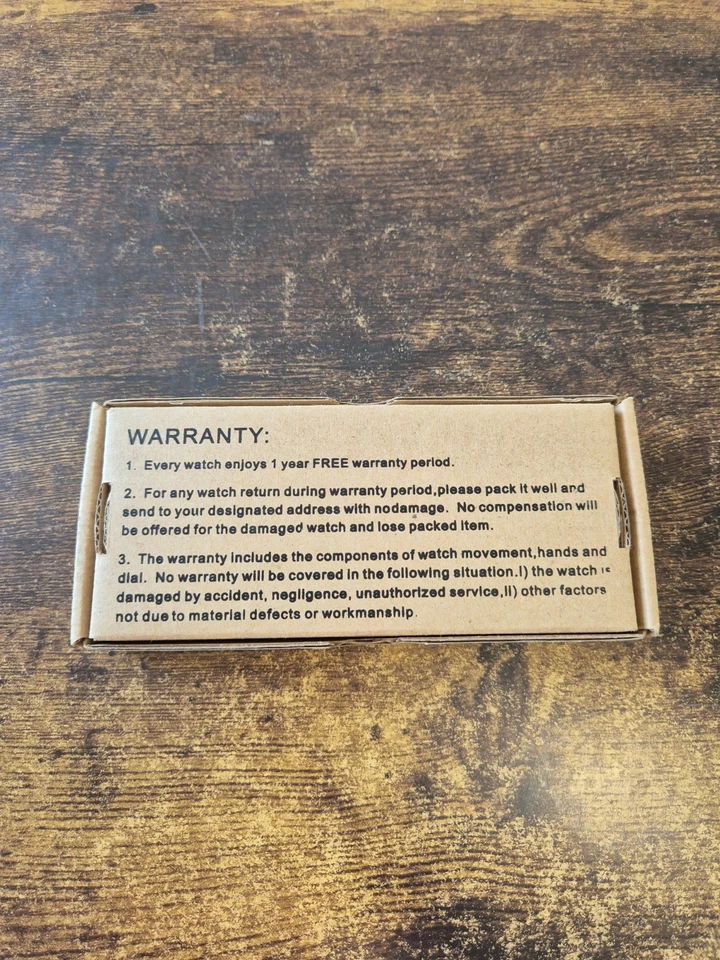 WARRANTY:
1. Every watch enjoys 1 year FREE warranty period.
2. For any watch return during warranty period,please pack it well and
send to your designated address with nodamage. No compensation will
be offered for the damaged watch and lose packed item.
3. The warranty includes the components of watch movement,hands and
dial. No warranty will be covered in the following situation.I) the watch is
damaged by accident, negligence, unauthorized service,II) other factors
not due to material defects or workmanship.